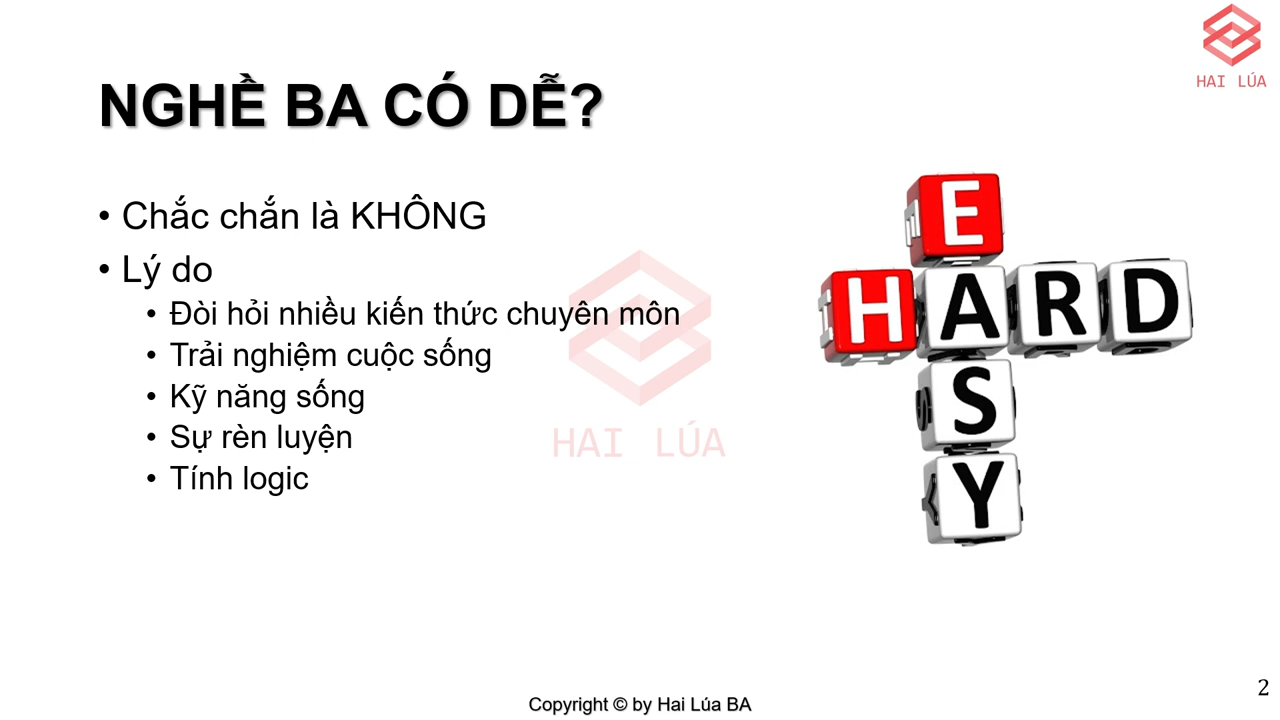 HAI LÚA
NGHỀ BA CÓ DỄ?
• Chắc chắn là KHÔNG
• Lý do
• Đòi hỏi nhiều kiến thức chuyên môn
• Trải nghiệm cuộc sống
• Kỹ năng sống
• Sự rèn luyện
• Tính logic
HAI LÚA
HARD
EASY
Copyright © by Hai Lúa BA
2